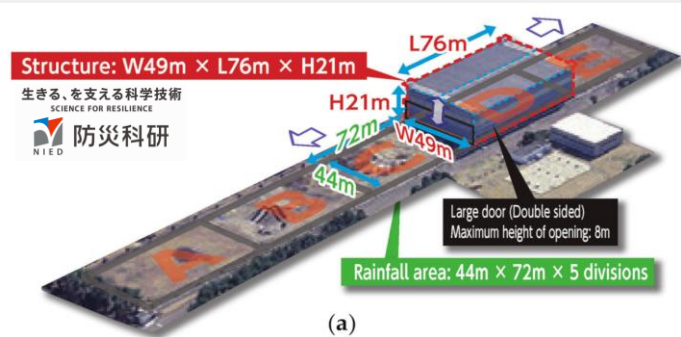 L76m
Structure: W49m × L76m × H21m
生きる、を支える科学技術
SCIENCE FOR RESILIENCE
NIED 防災科研
H21m
72m
W49m
44m
A
B
C
D
E
Large door (Double sided)
Maximum height of opening: 8m
Rainfall area: 44m × 72m × 5 divisions
(a)